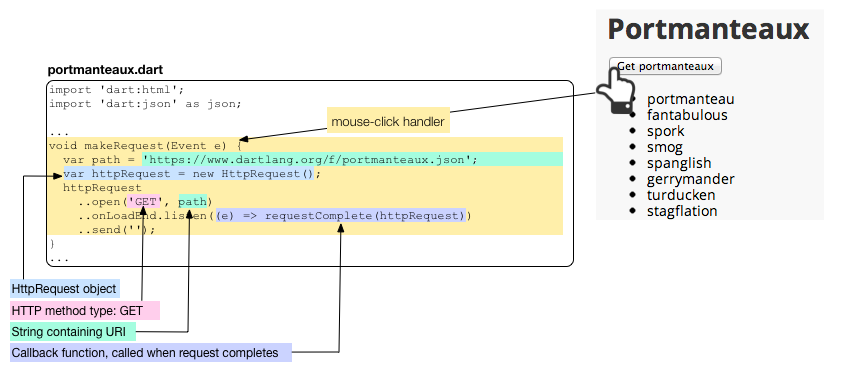 Portmanteaux
Get portmanteaux
portmanteau
fantabulous
spork
smog
spanglish
gerrymander
turducken
stagflation
portmanteaux.dart
import 'dart:html';
import 'dart:json' as json;
...
mouse-click handler
void makeRequest(Event e) {
var path = 'https://www.dartlang.org/f/portmanteaux.json';
var httpRequest = new HttpRequest();
httpRequest
..open('GET', path)
..onLoadEnd.listen((e) => requestComplete(httpRequest))
..send('');
}
...
HttpRequest object
HTTP method type: GET
String containing URI
Callback function, called when request completes